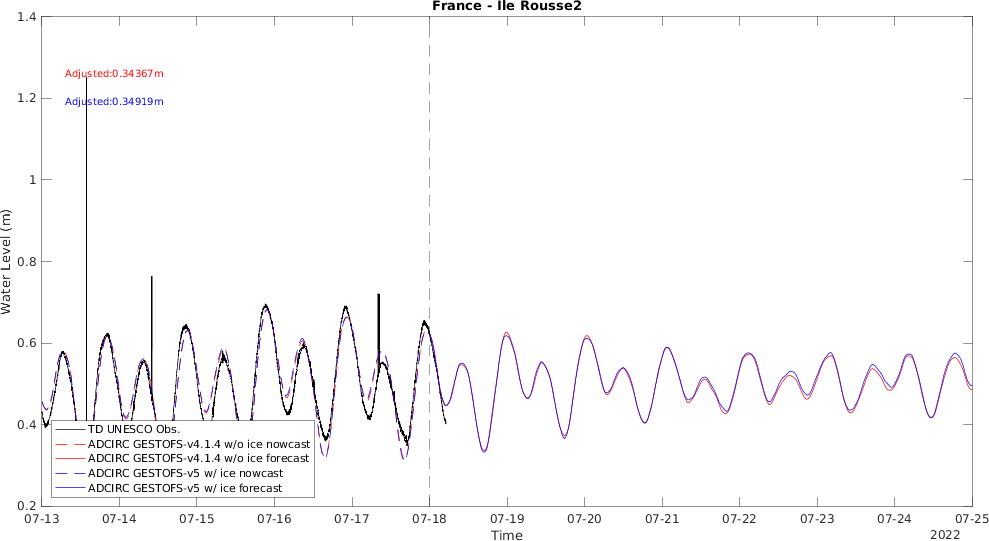 France - Ile Rousse2
1.4
1.2
1
0.8
0.6
0.4
0.2
Water Level (m)
Adjusted:0.34367m
Adjusted:0.34919m
TD UNESCO Obs.
ADCIRC GESTOFS-v4.1.4 w/o ice nowcast
ADCIRC GESTOFS-v4.1.4 w/o ice forecast
ADCIRC GESTOFS-v5 w/ ice nowcast
ADCIRC GESTOFS-v5 w/ ice forecast
07-13 07-14 07-15 07-16 07-17 07-18 07-19 07-20 07-21 07-22 07-23 07-24 07-25
Time
2022